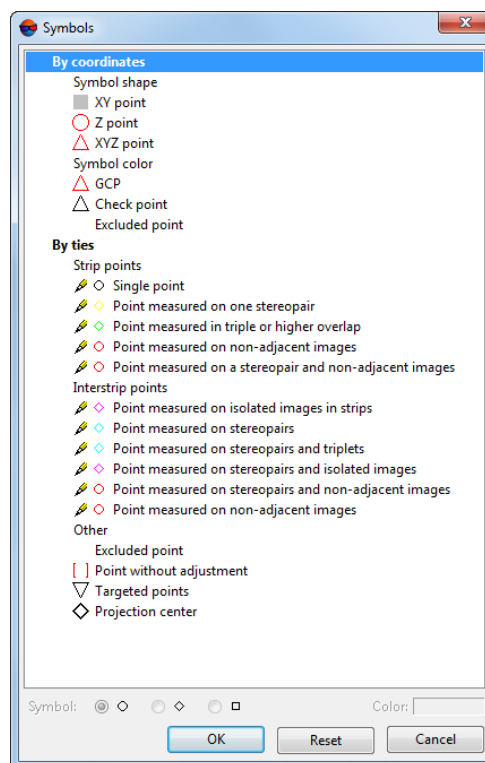 Symbols
By coordinates
Symbol shape
XY point
Z point
XYZ point
Symbol color
GCP
Check point
Excluded point
By ties
Strip points
Single point
Point measured on one stereopair
Point measured in triple or higher overlap
Point measured on non-adjacent images
Point measured on a stereopair and non-adjacent images
Interstrip points
Point measured on isolated images in strips
Point measured on stereopairs
Point measured on stereopairs and triplets
Point measured on stereopairs and isolated images
Point measured on stereopairs and non-adjacent images
Point measured on non-adjacent images
Other
Excluded point
Point without adjustment
Targeted points
Projection center
Symbol: Color:
OK Reset Cancel